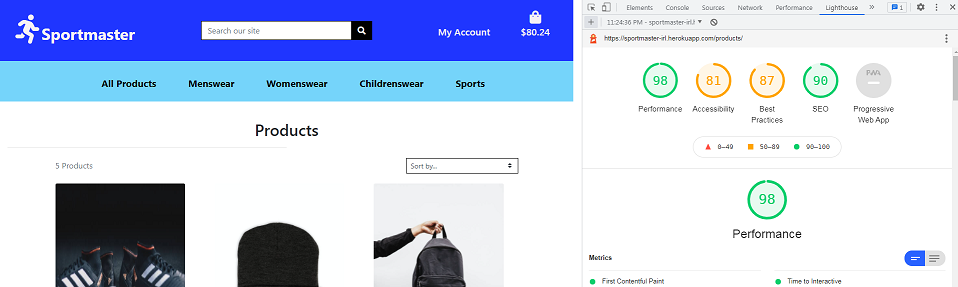 Sportmaster
Search our site
My Account
$80.24
All Products Menswear Womenswear Childrenswear Sports
Products
5 Products
Sort by...
Elements Console Sources Network Performance Lighthouse » 1
11:24:36 PM - sportmaster-irl.h
https://sportmaster-irl.herokuapp.com/products/
98 81 87 90 PWA
Performance Accessibility Best Practices SEO Progressive Web App
0–49 50–89 90–100
98
Performance
Metrics
First Contentful Paint Time to Interactive